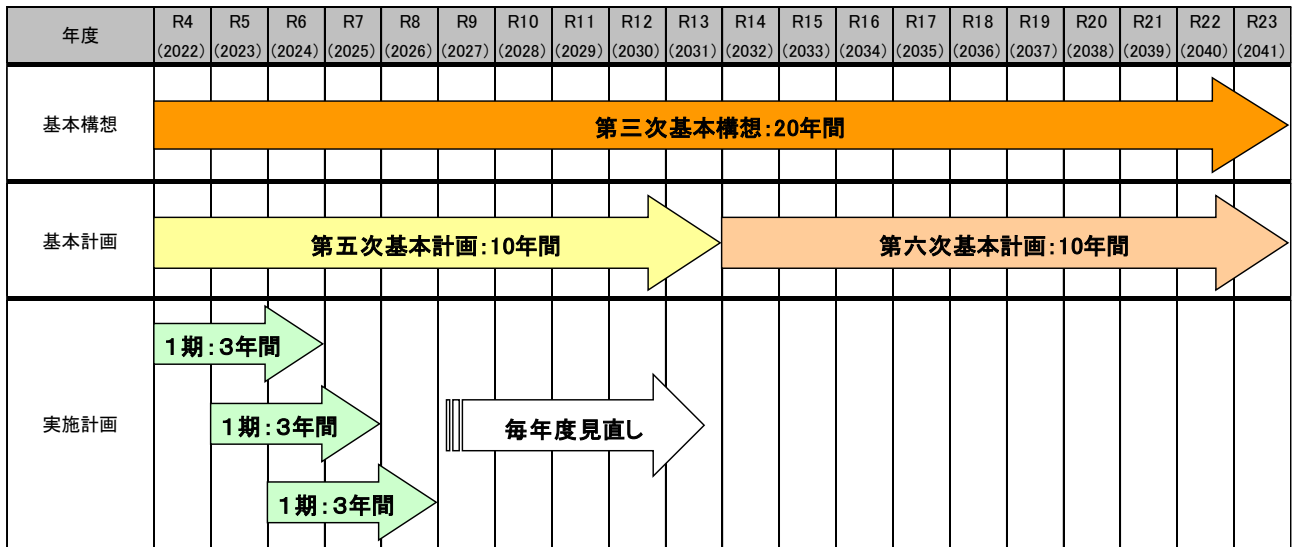 年度 R4 R5 R6 R7 R8 R9 R10 R11 R12 R13 R14 R15 R16 R17 R18 R19 R20 R21 R22 R23
(2022) (2023) (2024) (2025) (2026) (2027) (2028) (2029) (2030) (2031) (2032) (2033) (2034) (2035) (2036) (2037) (2038) (2039) (2040) (2041)
基本構想
第三次基本構想:20年間
基本計画
第五次基本計画:10年間
第六次基本計画:10年間
実施計画
1期:3年間
1期:3年間
1期:3年間
毎年度見直し